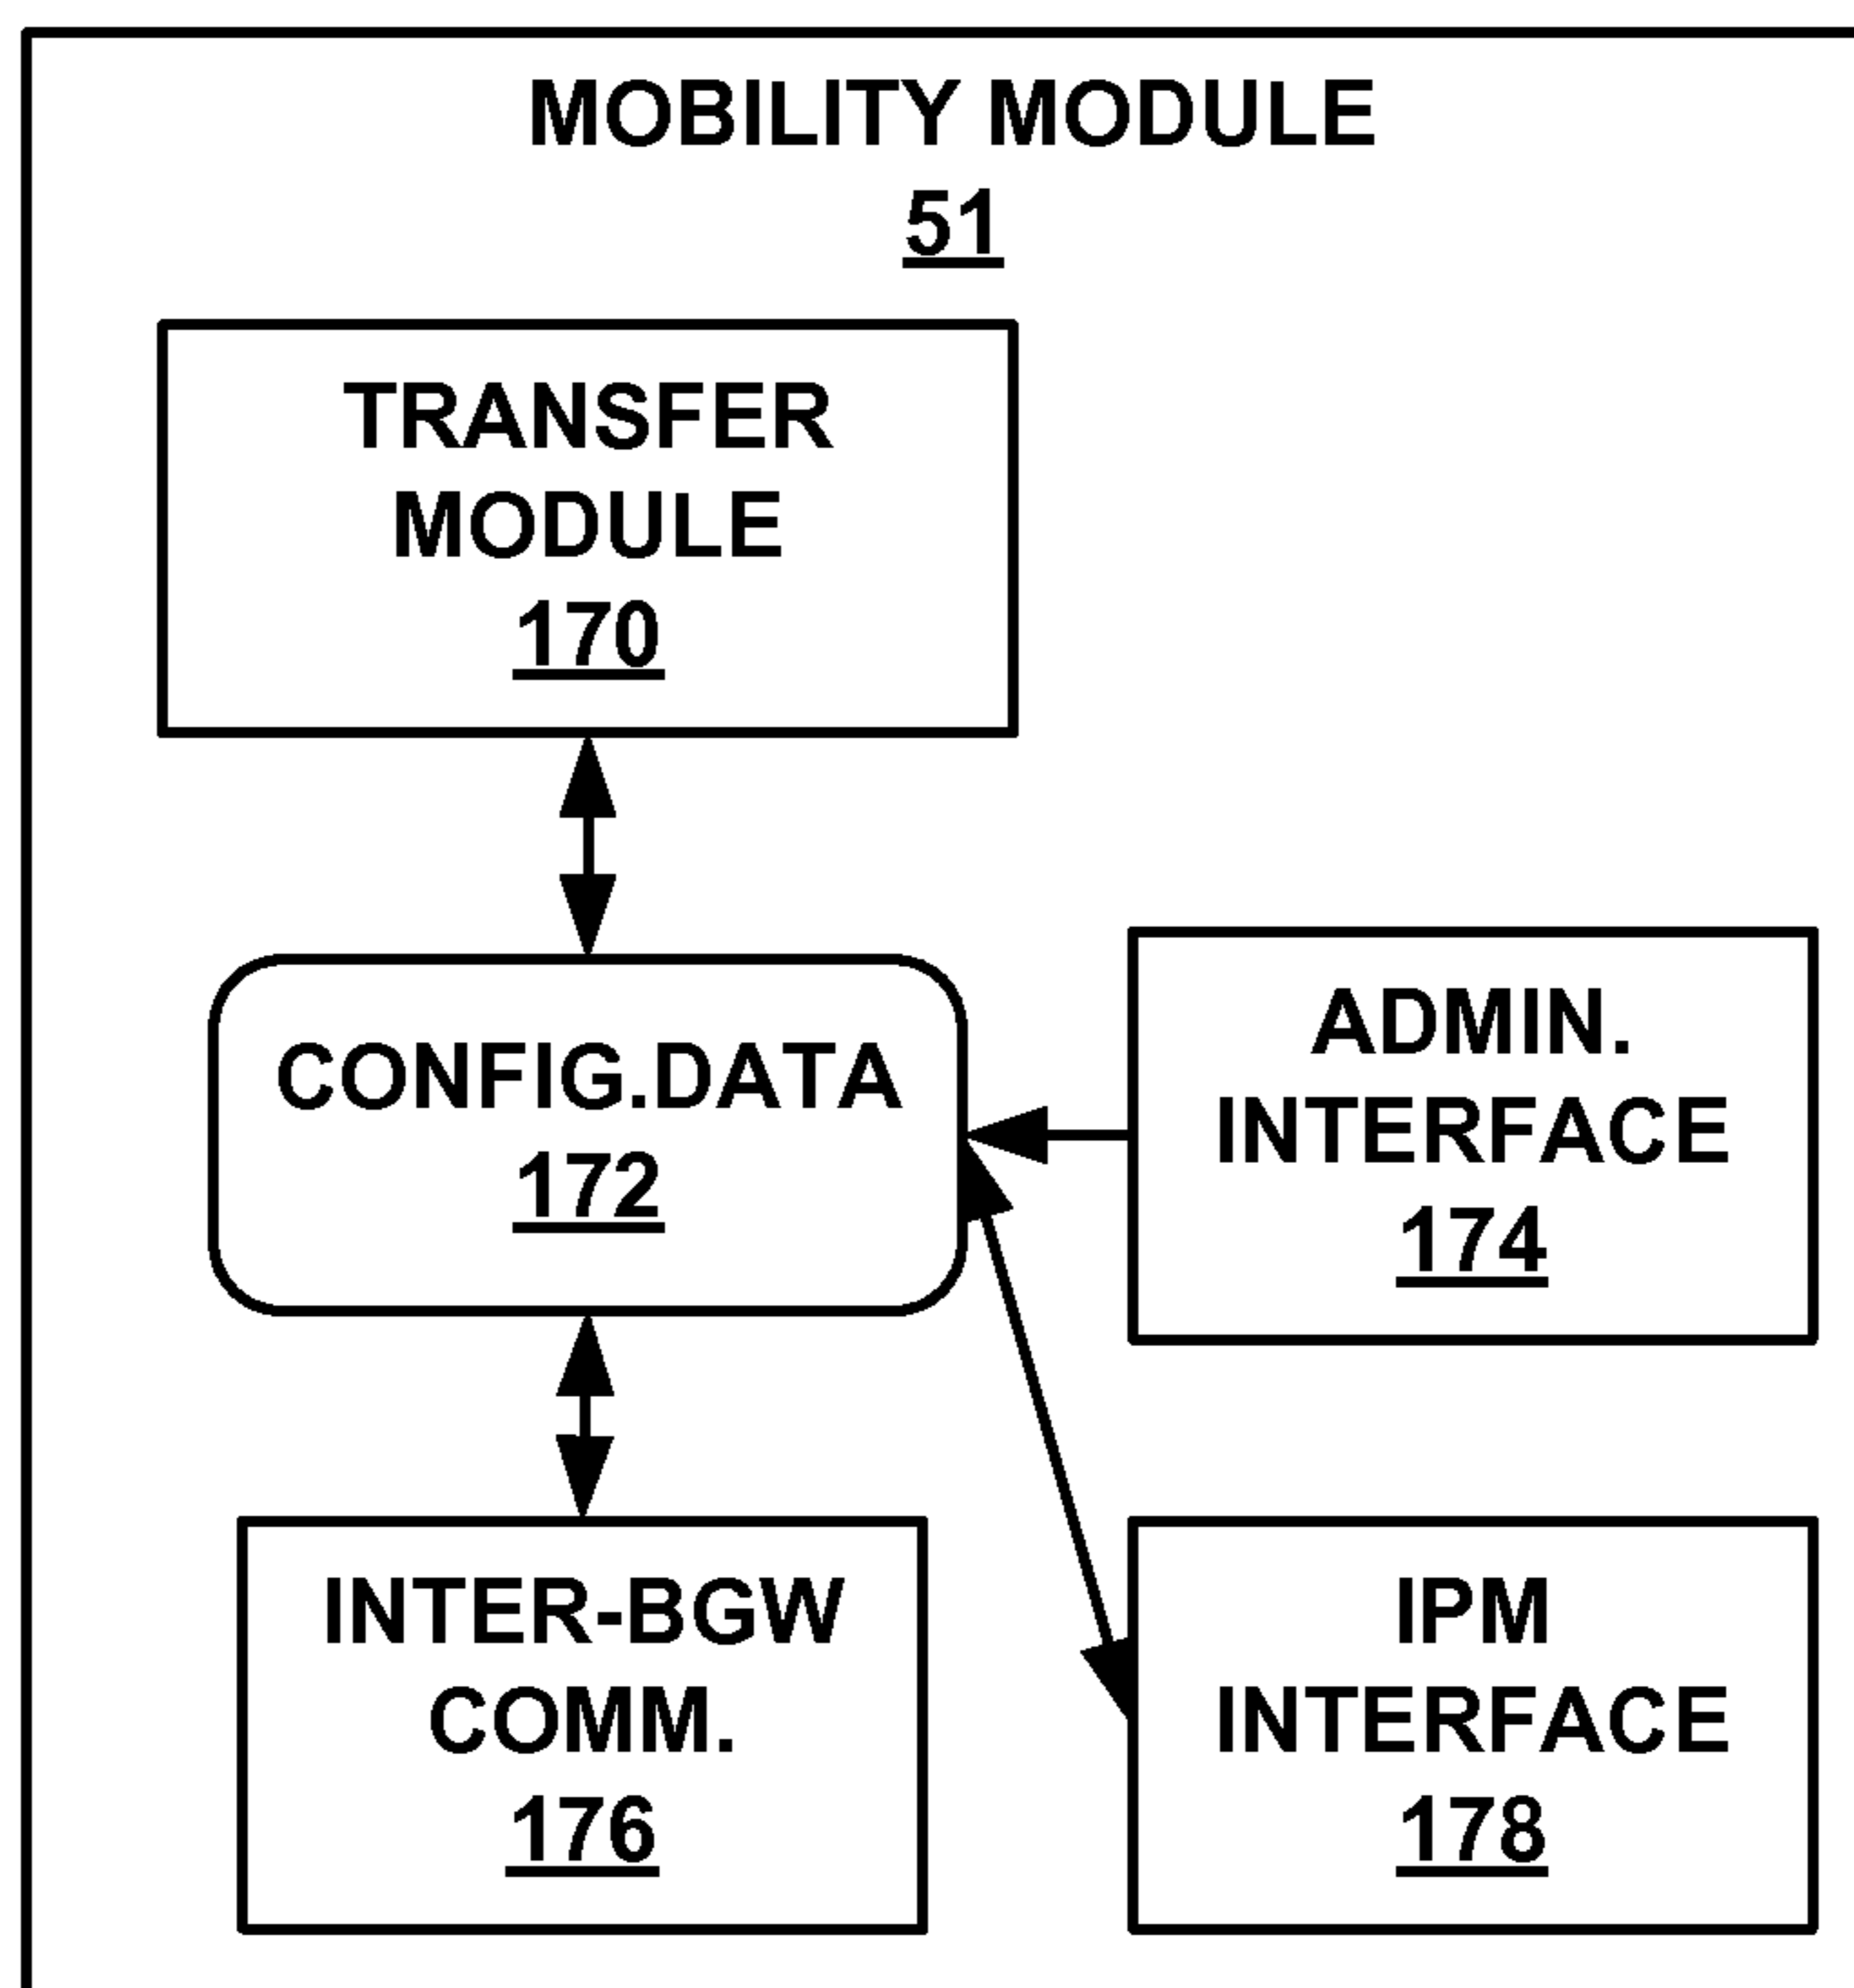 MOBILITY MODULE
51
TRANSFER
MODULE
170
CONFIG.DATA
172
ADMIN.
INTERFACE
174
INTER-BGW
COMM.
176
IPM
INTERFACE
178